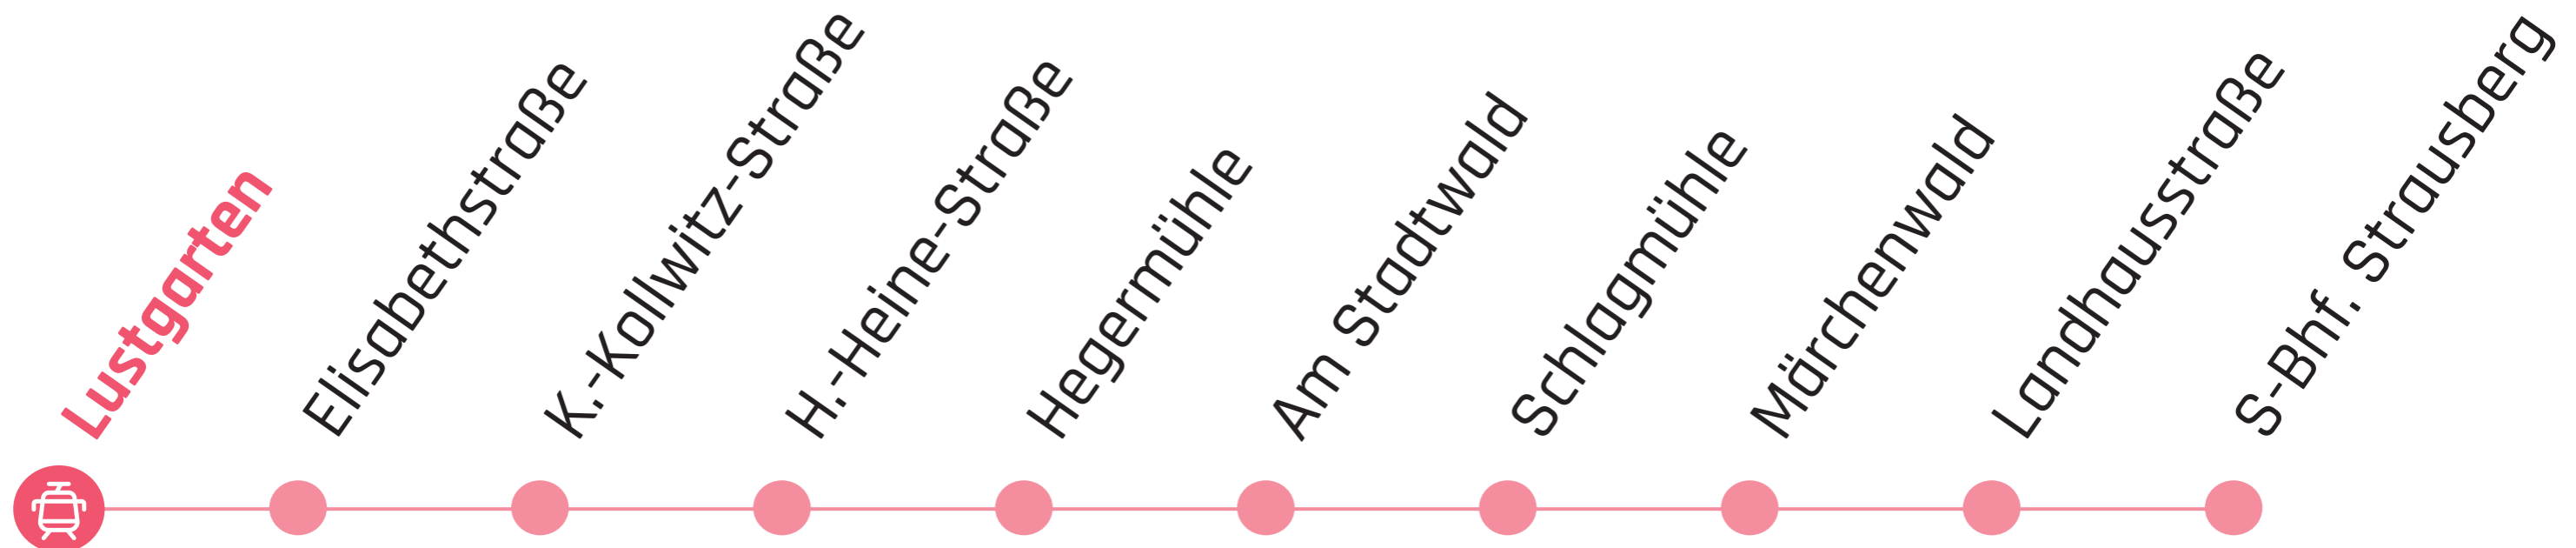 Lustgarten
Elisabethstraße
K.-Kollwitz-Straße
H.-Heine-Straße
Hegermühle
Am Stadtwald
Schlagmühle
Märchenwald
Landhausstraße
S-Bhf. Strausberg